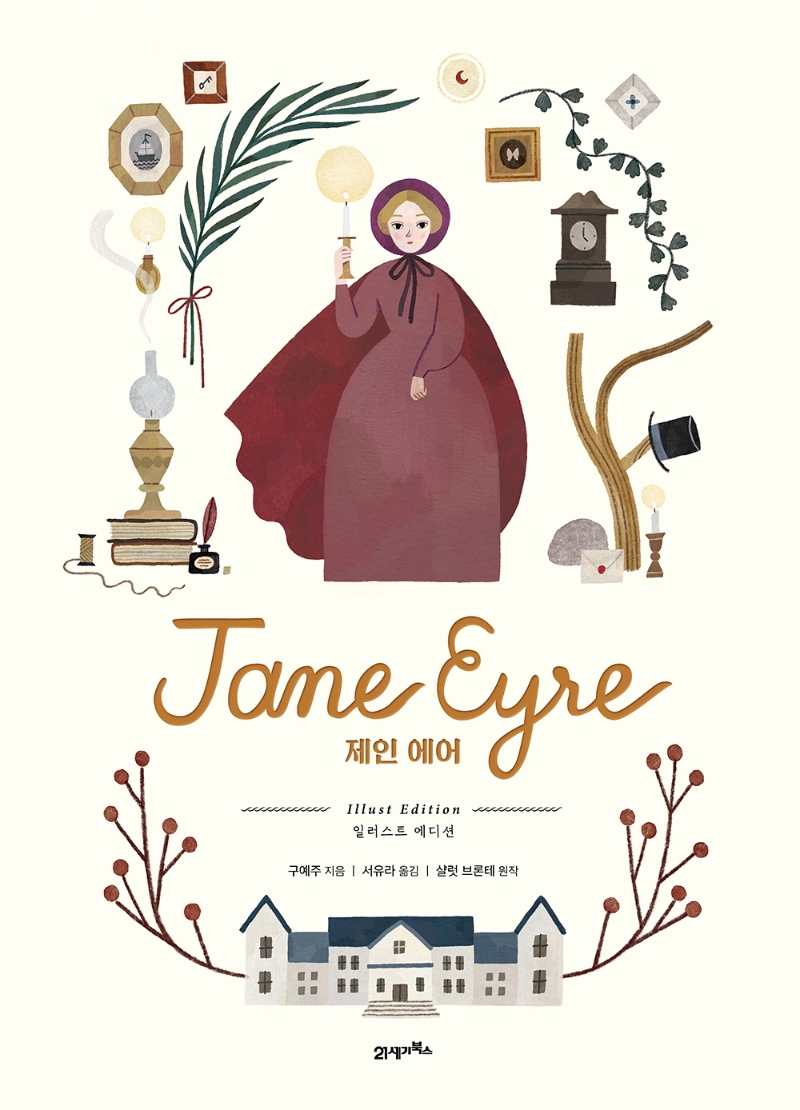 Jane Eyre
제인 에어
Illust Edition
일러스트 에디션
구예주 지음 | 서유라 옮김 | 샬럿 브론테 원작
21세기북스